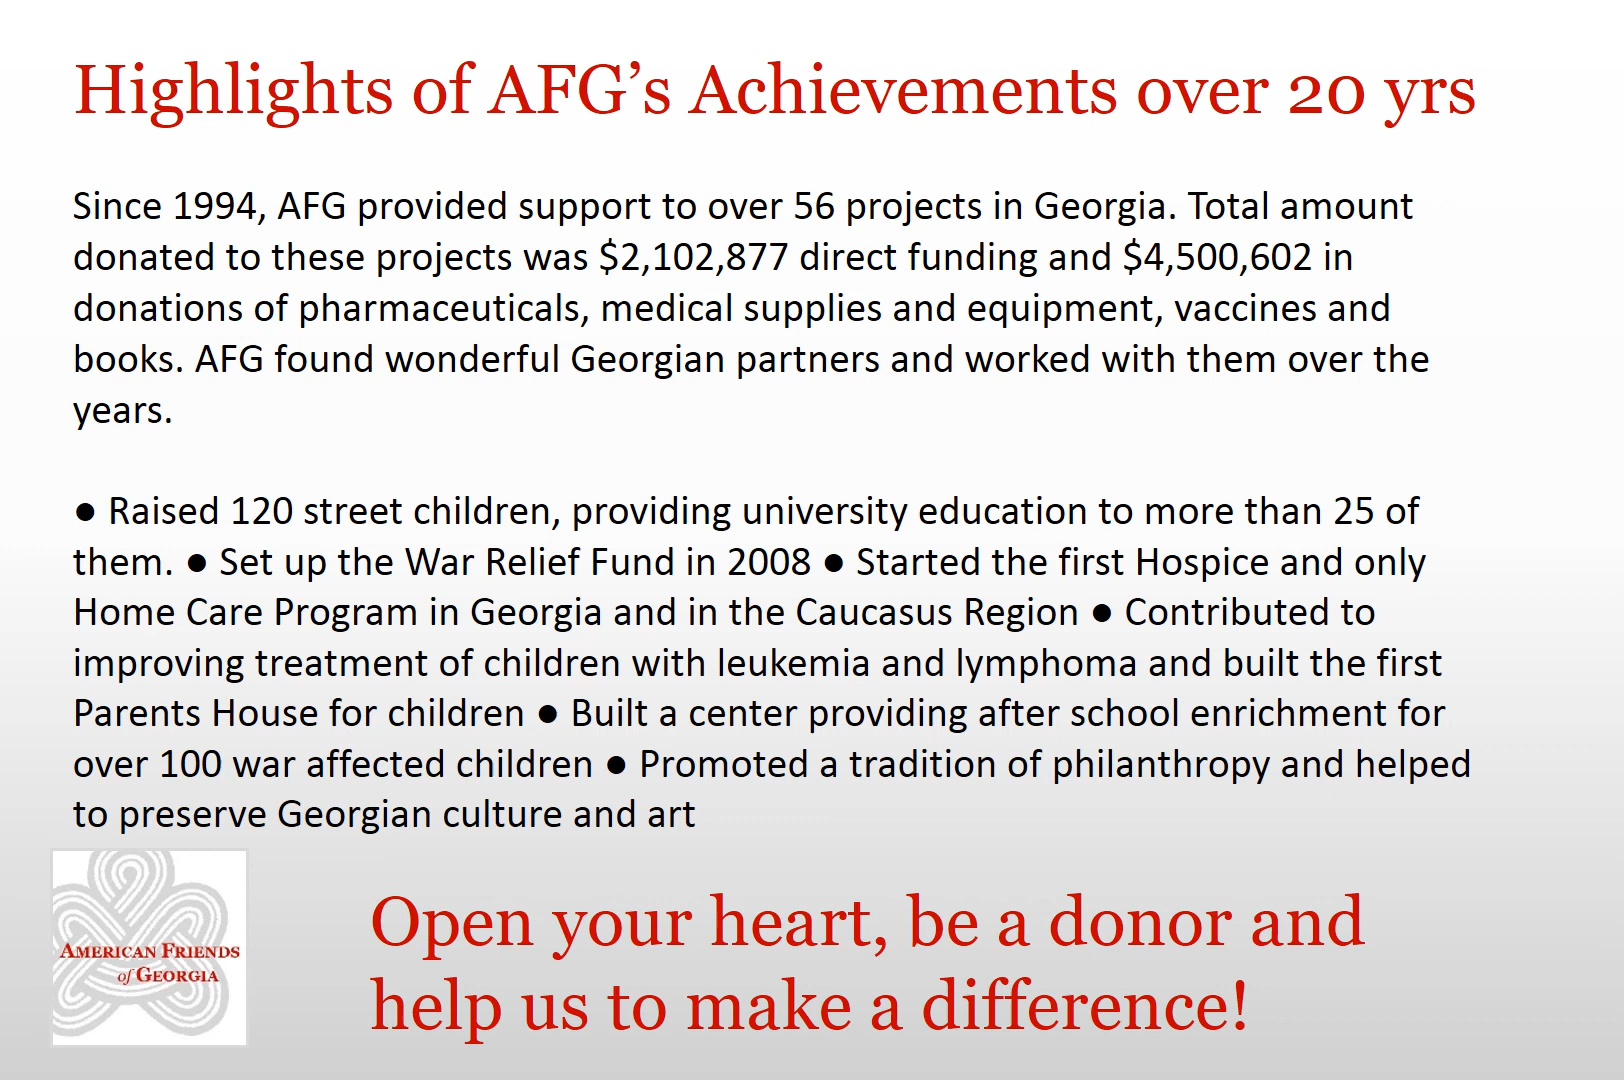 Highlights of AFG’s Achievements over 20 yrs
Since 1994, AFG provided support to over 56 projects in Georgia. Total amount
donated to these projects was $2,102,877 direct funding and $4,500,602 in
donations of pharmaceuticals, medical supplies and equipment, vaccines and
books. AFG found wonderful Georgian partners and worked with them over the
years.
● Raised 120 street children, providing university education to more than 25 of
them. ● Set up the War Relief Fund in 2008 ● Started the first Hospice and only
Home Care Program in Georgia and in the Caucasus Region ● Contributed to
improving treatment of children with leukemia and lymphoma and built the first
Parents House for children ● Built a center providing after school enrichment for
over 100 war affected children ● Promoted a tradition of philanthropy and helped
to preserve Georgian culture and art
AMERICAN FRIENDS
of GEORGIA
Open your heart, be a donor and
help us to make a difference!